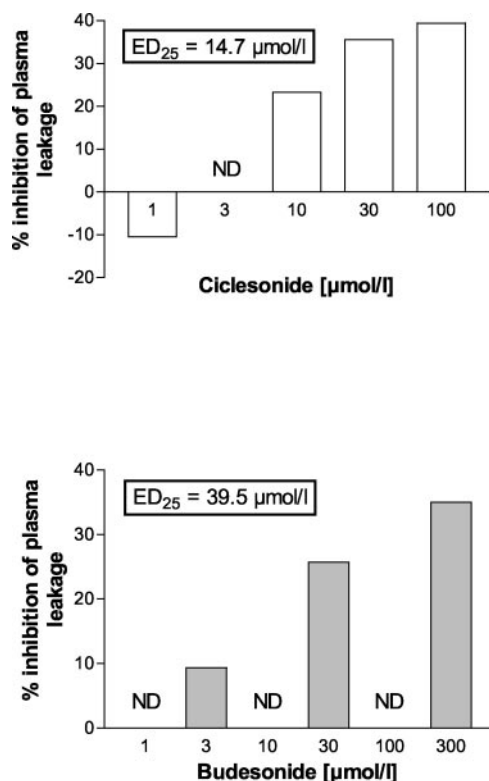 40
ED25 = 14.7 µmol/l
30
20
10
ND
0
1 3 10 30 100
-10
-20
% inhibition of plasma
leakage
Ciclesonide [µmol/l]
40
ED25 = 39.5 µmol/l
30
20
10
ND ND ND
0
1 3 10 30 100 300
% inhibition of plasma
leakage
Budesonide [µmol/l]